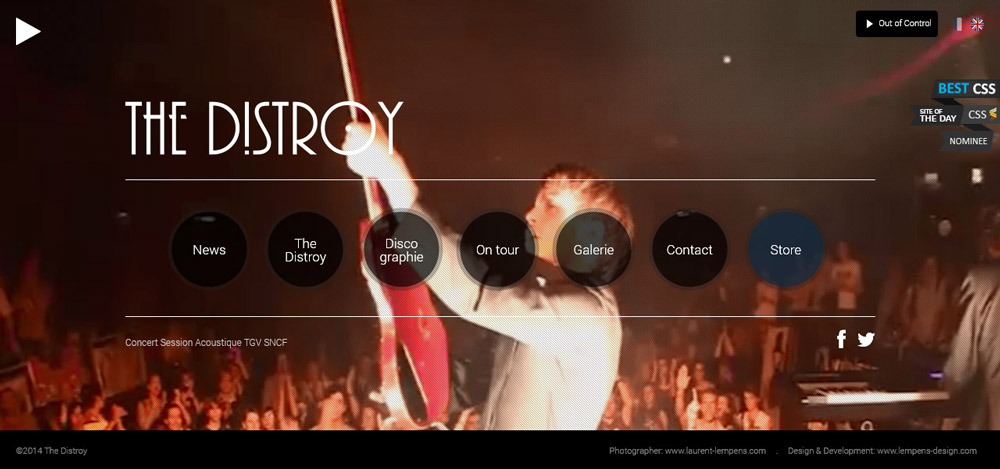 Out of Control
BEST CSS
SITE OF
THE DAY
CSS
NOMINEE
THE D!STROY
News
The
Distroy
Disco
graphie
On tour
Galerie
Contact
Store
Concert Session Acoustique TGV SNCF
©2014 The Distroy
Photographer: www.laurent-lempens.com . Design & Development: www.lempens-design.com